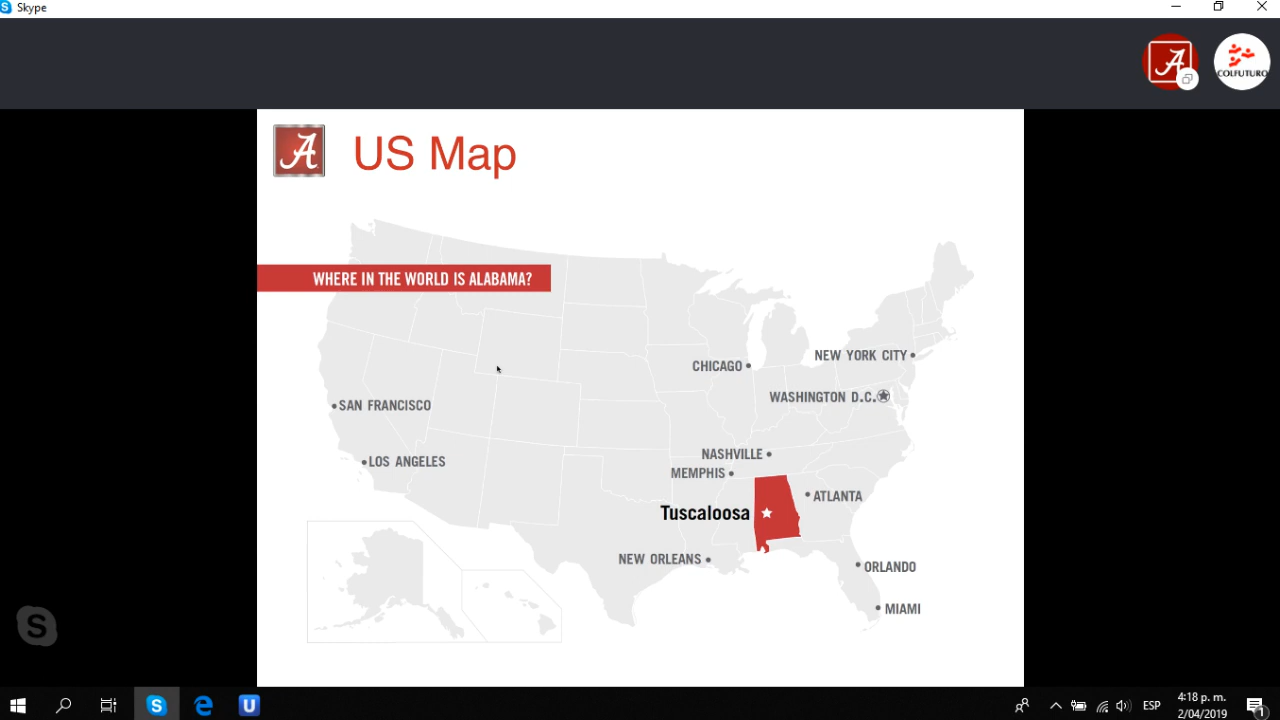 Skype
A
COLFUTURO
A
US Map
WHERE IN THE WORLD IS ALABAMA?
CHICAGO
NEW YORK CITY
WASHINGTON D.C.
SAN FRANCISCO
NASHVILLE
LOS ANGELES
MEMPHIS
ATLANTA
Tuscaloosa
NEW ORLEANS
ORLANDO
MIAMI
S
U
ESP
4:18 p. m.
2/04/2019
1